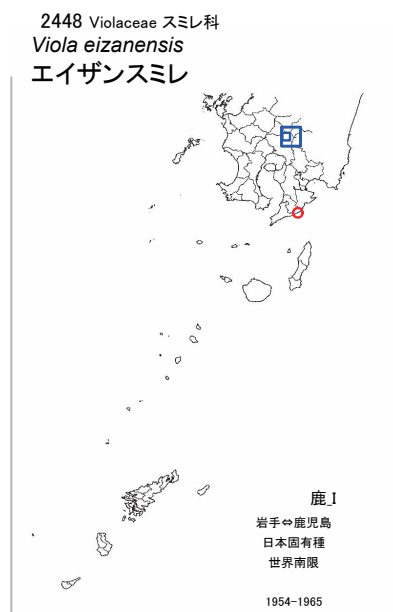 2448 Violaceae スミレ科
Viola eizanensis
エイザンスミレ
鹿_I
岩手⇔鹿児島
日本固有種
世界南限
1954-1965